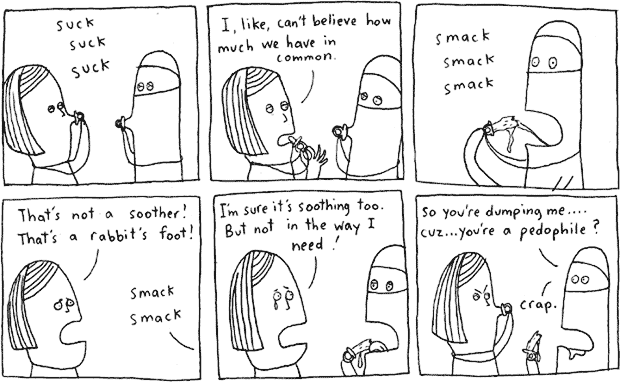 suck
suck
suck
I, like, can't believe how
much we have in
common.
smack
smack
smack
That's not a soother!
That's a rabbit's foot!
smack
smack
I'm sure it's soothing too.
But not in the way I
need!
So you're dumping me....
cuz...you're a pedophile?
crap.